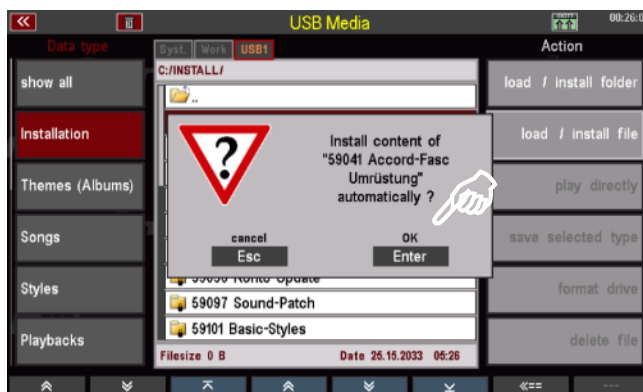 USB Media
00:26:0
Data type
Syst. Work USB1
Action
C:/INSTALL/
show all
..
load / install folder
Installation
load / install file
Install content of
"59041 Accord-Fasc
Umrüstung"
automatically ?
Themes (Albums)
play directly
Songs
save selected type
cancel
OK
Esc
Enter
Styles
format drive
59097 Sound-Patch
59101 Basic-Styles
Playbacks
delete file
Filesize 0 B
Date 25.15.2033 05:26
«==
---